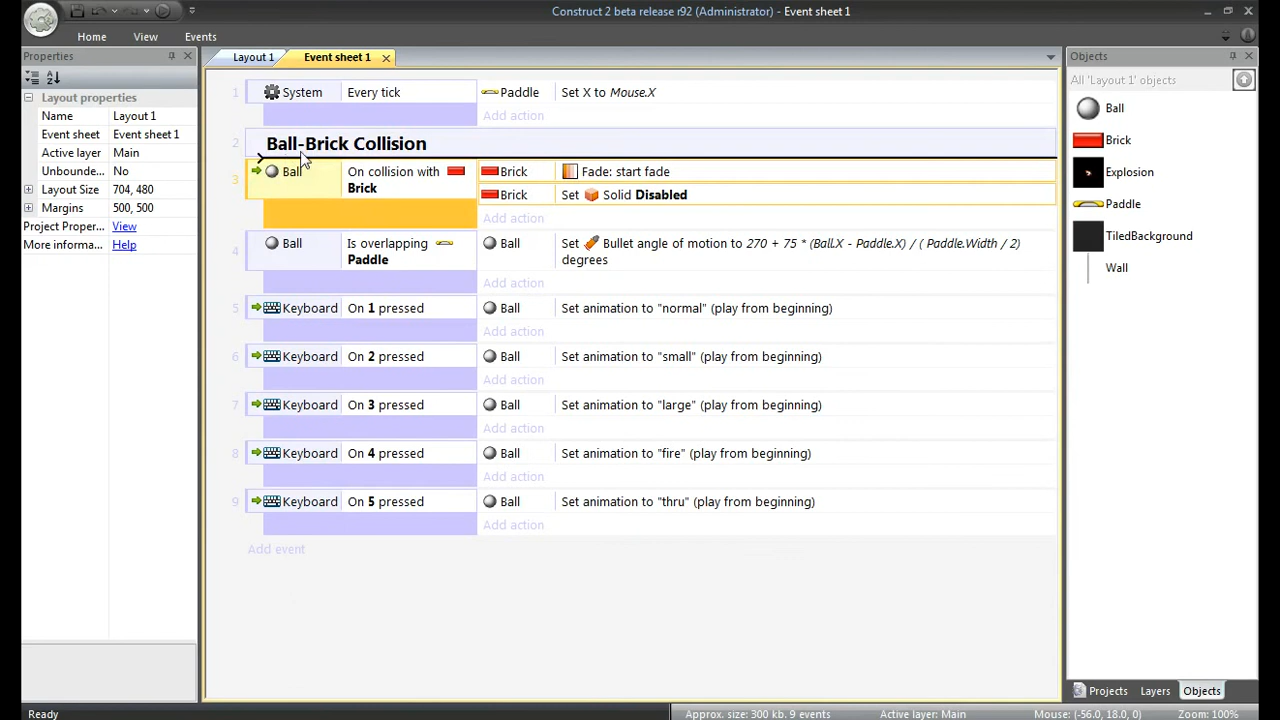 Construct 2 beta release r92 (Administrator) - Event sheet 1
Home View Events
Properties
Layout properties
Name Layout 1
Event sheet Event sheet 1
Active layer Main
Unbounde... No
Layout Size 704, 480
Margins 500, 500
Project Proper... View
More informa... Help
Layout 1 Event sheet 1
1 System Every tick Paddle Set X to Mouse.X
Add action
2 Ball-Brick Collision
3 Ball On collision with Brick Brick Fade: start fade
Brick Set Solid Disabled
Add action
4 Ball Is overlapping Paddle Ball Set Bullet angle of motion to 270 + 75 * (Ball.X - Paddle.X) / ( Paddle.Width / 2) degrees
Add action
5 Keyboard On 1 pressed Ball Set animation to "normal" (play from beginning)
Add action
6 Keyboard On 2 pressed Ball Set animation to "small" (play from beginning)
Add action
7 Keyboard On 3 pressed Ball Set animation to "large" (play from beginning)
Add action
8 Keyboard On 4 pressed Ball Set animation to "fire" (play from beginning)
Add action
9 Keyboard On 5 pressed Ball Set animation to "thru" (play from beginning)
Add action
Add event
Objects
All 'Layout 1' objects
Ball
Brick
Explosion
Paddle
TiledBackground
Wall
Projects Layers Objects
Ready Approx. size: 300 kb. 9 events Active layer: Main Mouse: (-56.0, 18.0, 0) Zoom: 100%